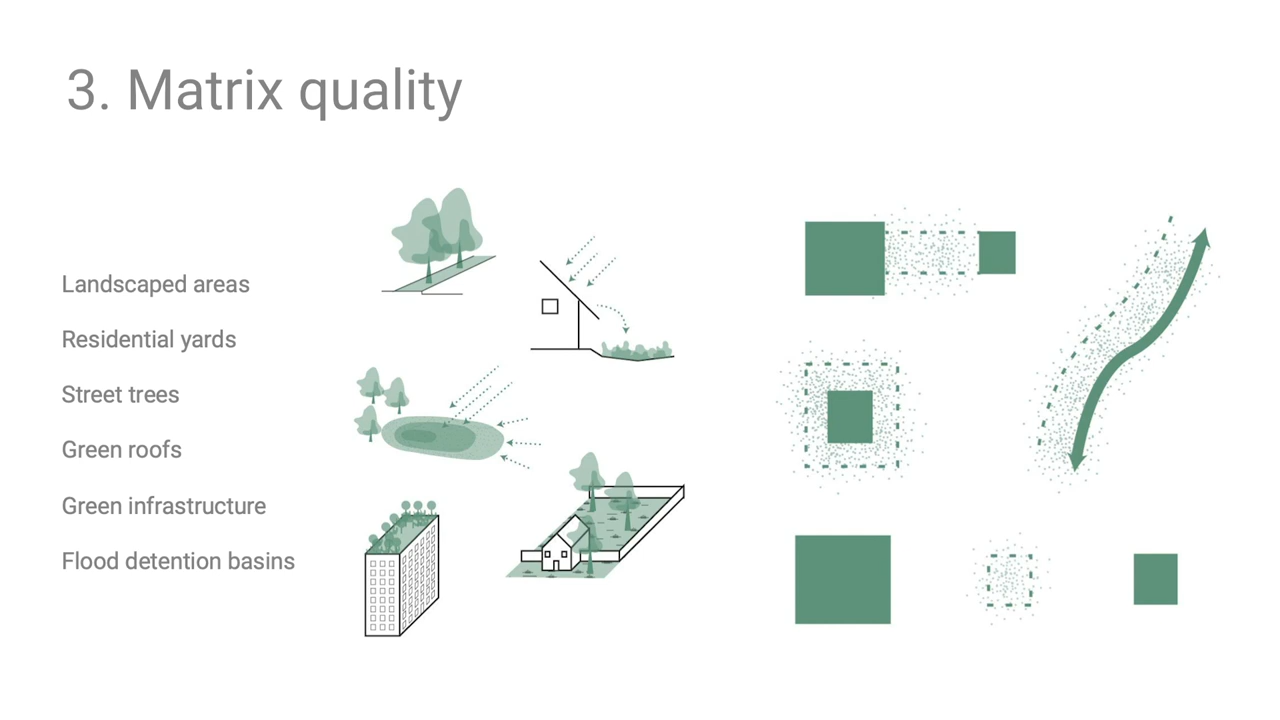 3. Matrix quality
Landscaped areas
Residential yards
Street trees
Green roofs
Green infrastructure
Flood detention basins